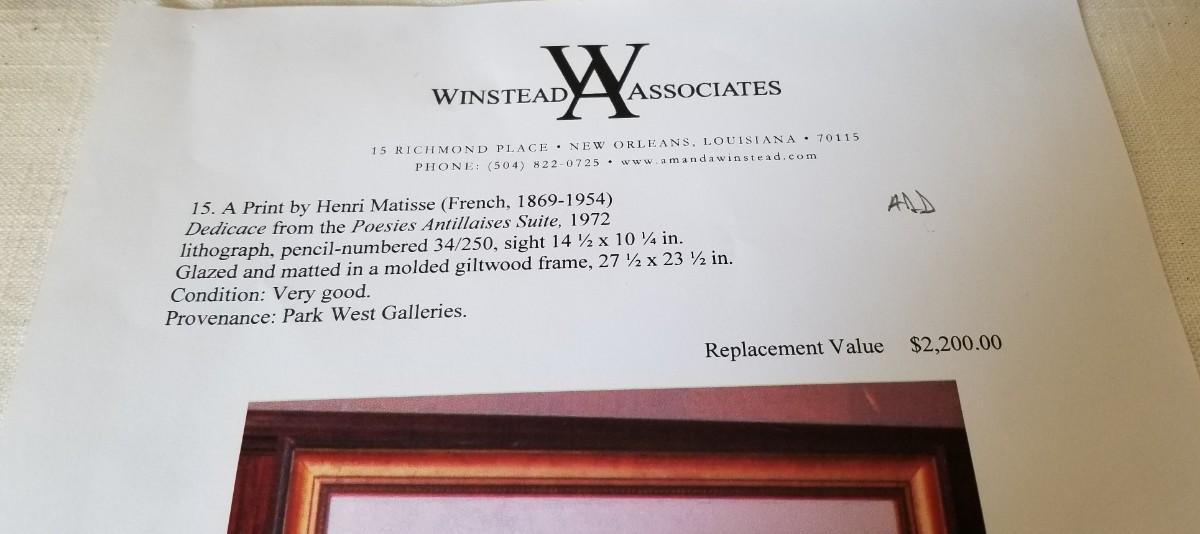 WINSTEAD WA ASSOCIATES
15 RICHMOND PLACE • NEW ORLEANS, LOUISIANA • 70115
PHONE: (504) 822-0725 • www.amandawinstead.com
ADD
15. A Print by Henri Matisse (French, 1869-1954)
Dedicace from the Poesies Antillaises Suite, 1972
lithograph, pencil-numbered 34/250, sight 14 ½ x 10 ¼ in.
Glazed and matted in a molded giltwood frame, 27 ½ x 23 ½ in.
Condition: Very good.
Provenance: Park West Galleries.
Replacement Value $2,200.00